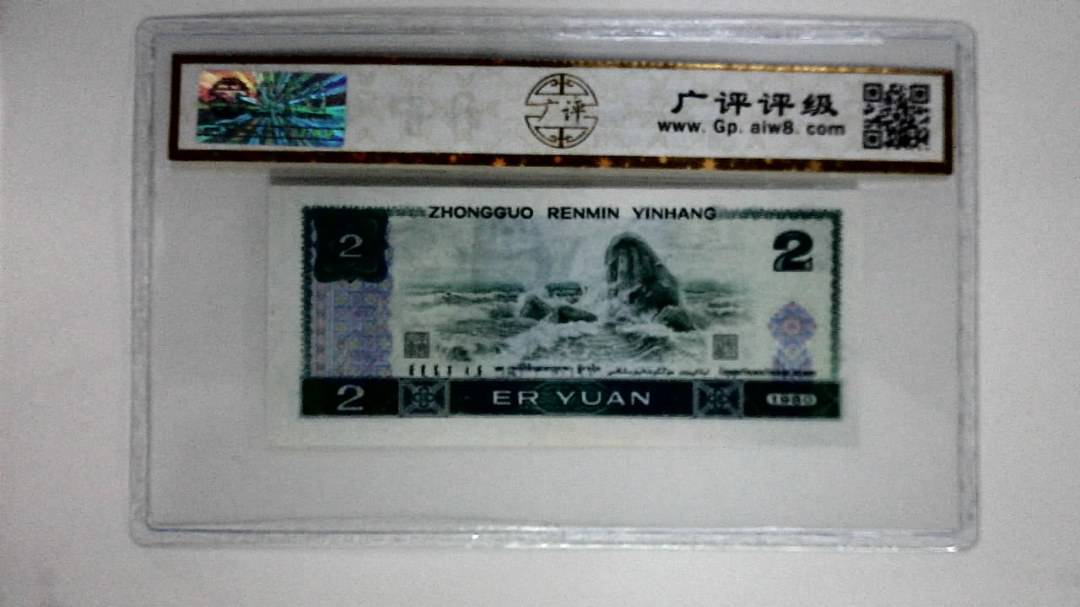 广评
广评评级
www.Gp.aiw8.com
ZHONGGUO RENMIN YINHANG
2
2
2
ER YUAN
1980